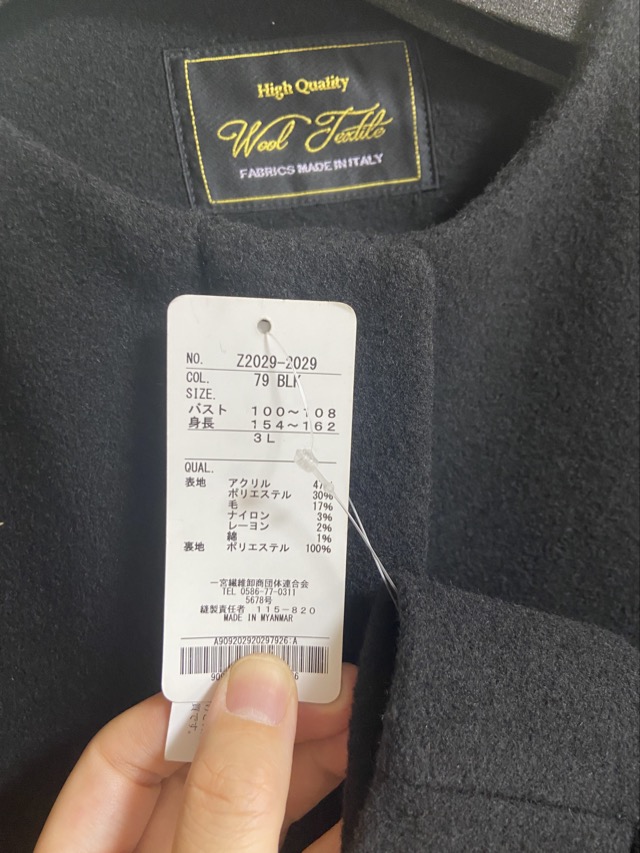 High Quality
Wool Textile
FABRICS MADE IN ITALY
NO. Z2029-2029
COL. 79 BLK
SIZE.
バスト 100～108
身長 154～162
3L
QUAL.
表地 アクリル 47%
ポリエステル 30%
毛 17%
ナイロン 3%
レーヨン 2%
綿 1%
裏地 ポリエステル 100%
一宮繊維卸商団体連合会
TEL 0586-77-0311
5678号
縫製責任者 115-820
MADE IN MYANMAR
A909202920297926:A